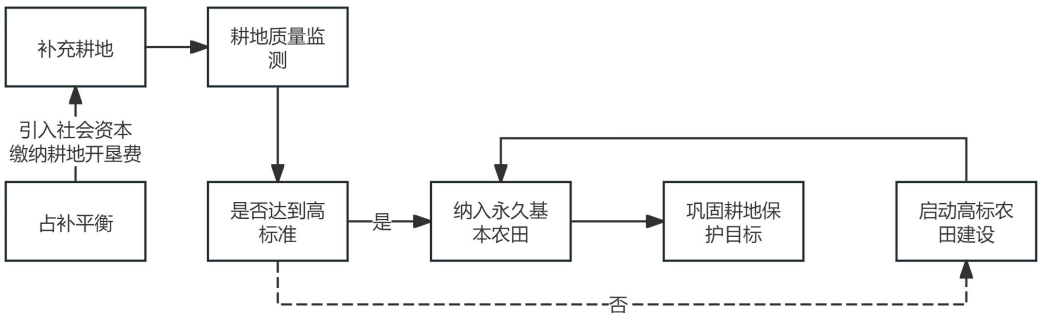 补充耕地
耕地质量监
测
引入社会资本
缴纳耕地开垦费
占补平衡
是否达到高
标准
是
纳入永久基
本农田
巩固耕地保
护目标
启动高标农
田建设
否